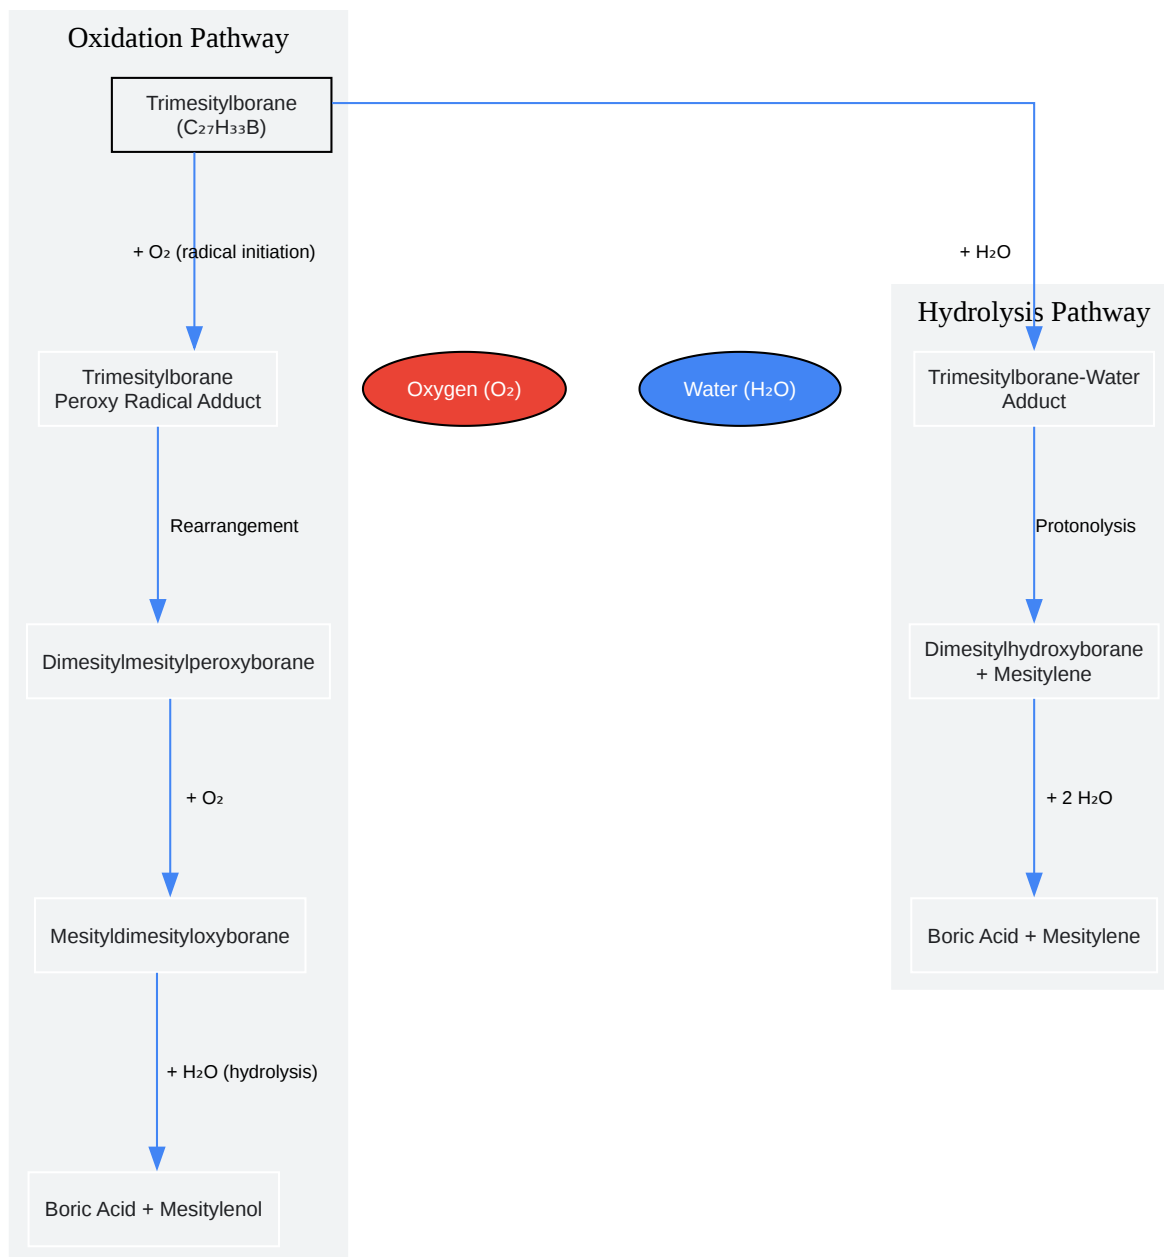 Oxidation Pathway
Trimesitylborane
(C₂₇H₃₃B)
+ O₂ (radical initiation)
+ H₂O
Hydrolysis Pathway
Trimesitylborane
Peroxy Radical Adduct
Oxygen (O₂)
Water (H₂O)
Trimesitylborane-Water
Adduct
Rearrangement
Protonolysis
Dimesitylmesitylperoxyborane
Dimesitylhydroxyborane
+ Mesitylene
+ O₂
+ 2 H₂O
Mesityldimesityloxyborane
Boric Acid + Mesitylene
+ H₂O (hydrolysis)
Boric Acid + Mesitylenol